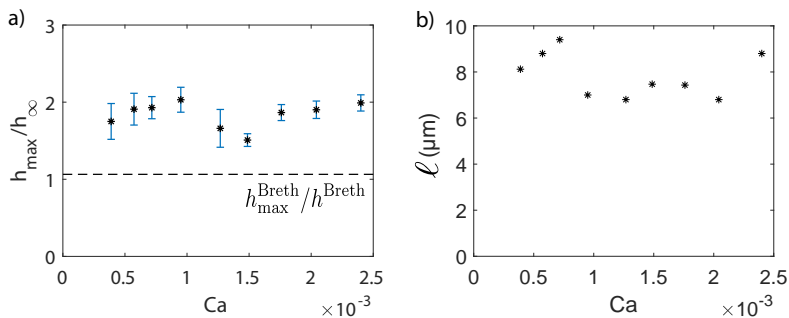 a)
3
2
1
0
h_max/h_∞
h_max^Breth/h^Breth
0 0.5 1 1.5 2 2.5
Ca ×10^-3
b)
10
8
6
4
2
0
ℓ (μm)
0 0.5 1 1.5 2 2.5
Ca ×10^-3